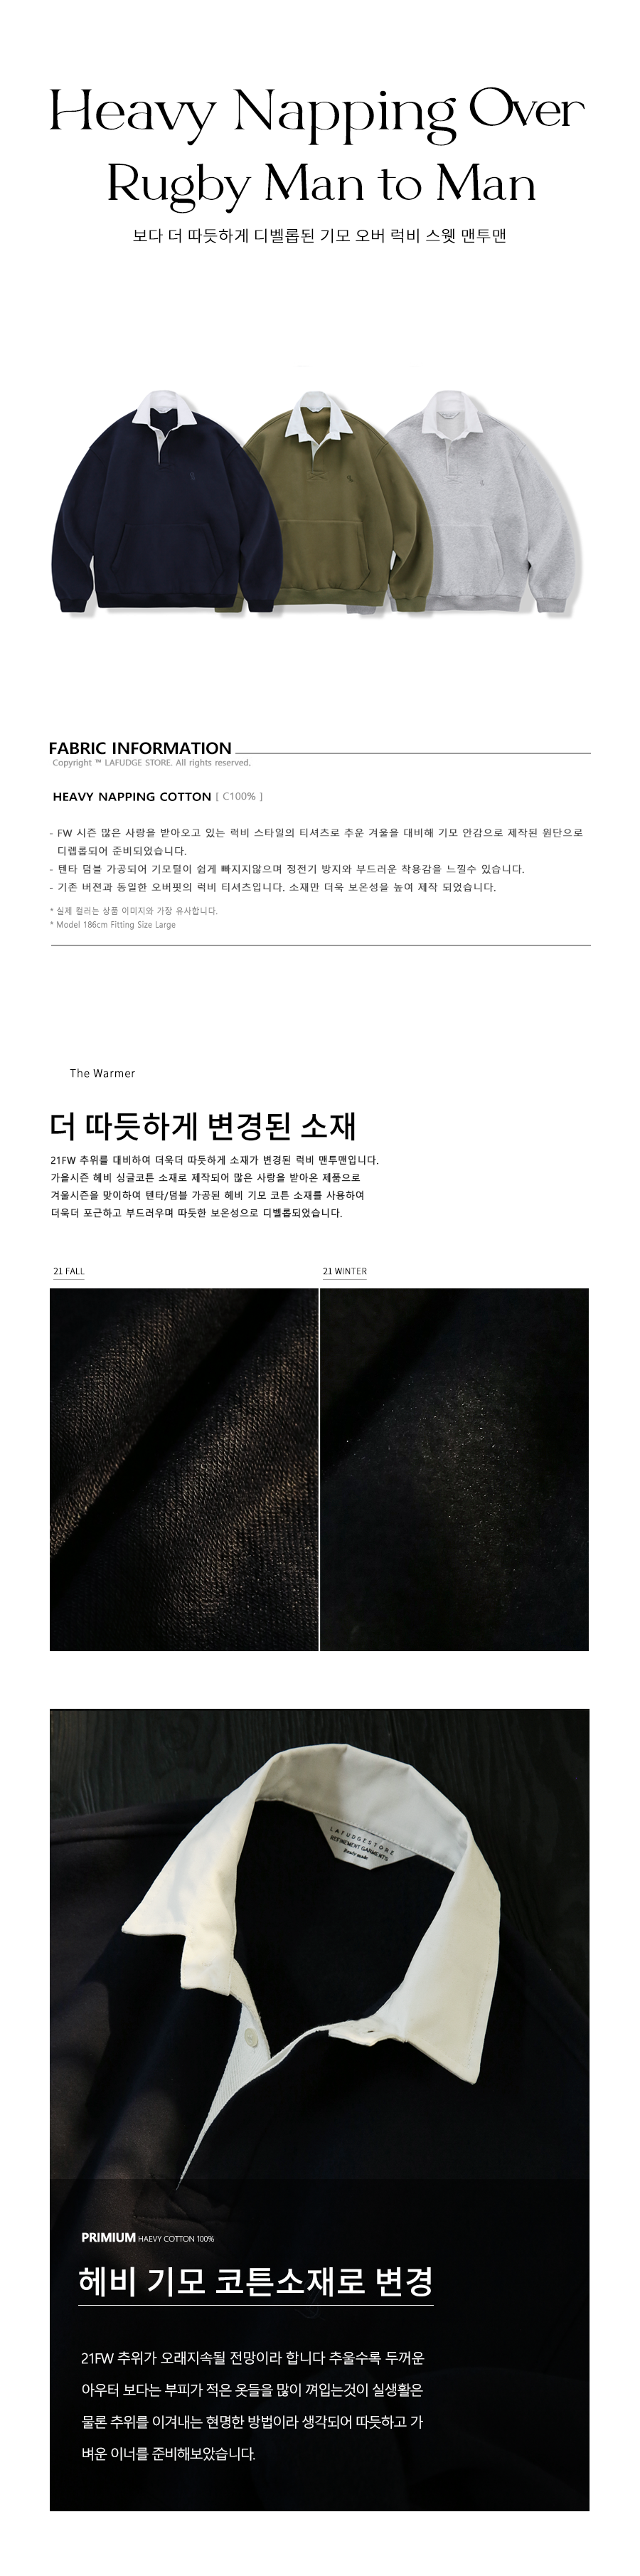 Heavy Napping Over
Rugby Man to Man
보다 더 따듯하게 디벨롭된 기모 오버 럭비 스웻 맨투맨
FABRIC INFORMATION
Copyright ™ LAFUDGE STORE. All rights reserved.
HEAVY NAPPING COTTON [ C100% ]
- FW 시즌 많은 사랑을 받아오고 있는 럭비 스타일의 티셔츠로 추운 겨울을 대비해 기모 안감으로 제작된 원단으로
디렙롭되어 준비되었습니다.
- 텐타 덤블 가공되어 기모털이 쉽게 빠지지않으며 정전기 방지와 부드러운 착용감을 느낄수 있습니다.
- 기존 버젼과 동일한 오버핏의 럭비 티셔츠입니다. 소재만 더욱 보온성을 높여 제작 되었습니다.
* 실제 컬러는 상품 이미지와 가장 유사합니다.
* Model 186cm Fitting Size Large
The Warmer
더 따듯하게 변경된 소재
21FW 추위를 대비하여 더욱더 따듯하게 소재가 변경된 럭비 맨투맨입니다.
가을시즌 헤비 싱글코튼 소재로 제작되어 많은 사랑을 받아온 제품으로
겨울시즌을 맞이하여 텐타/덤블 가공된 헤비 기모 코튼 소재를 사용하여
더욱더 포근하고 부드러우며 따듯한 보온성으로 디벨롭되었습니다.
21 FALL
21 WINTER
LAFUDGESTORE
REFINEMENT GARMENTS
Ready made
PRIMIUM HAEVY COTTON 100%
헤비 기모 코튼소재로 변경
21FW 추위가 오래지속될 전망이라 합니다 추울수록 두꺼운
아우터 보다는 부피가 적은 옷들을 많이 껴입는것이 실생활은
물론 추위를 이겨내는 현명한 방법이라 생각되어 따듯하고 가
벼운 이너를 준비해보았습니다.